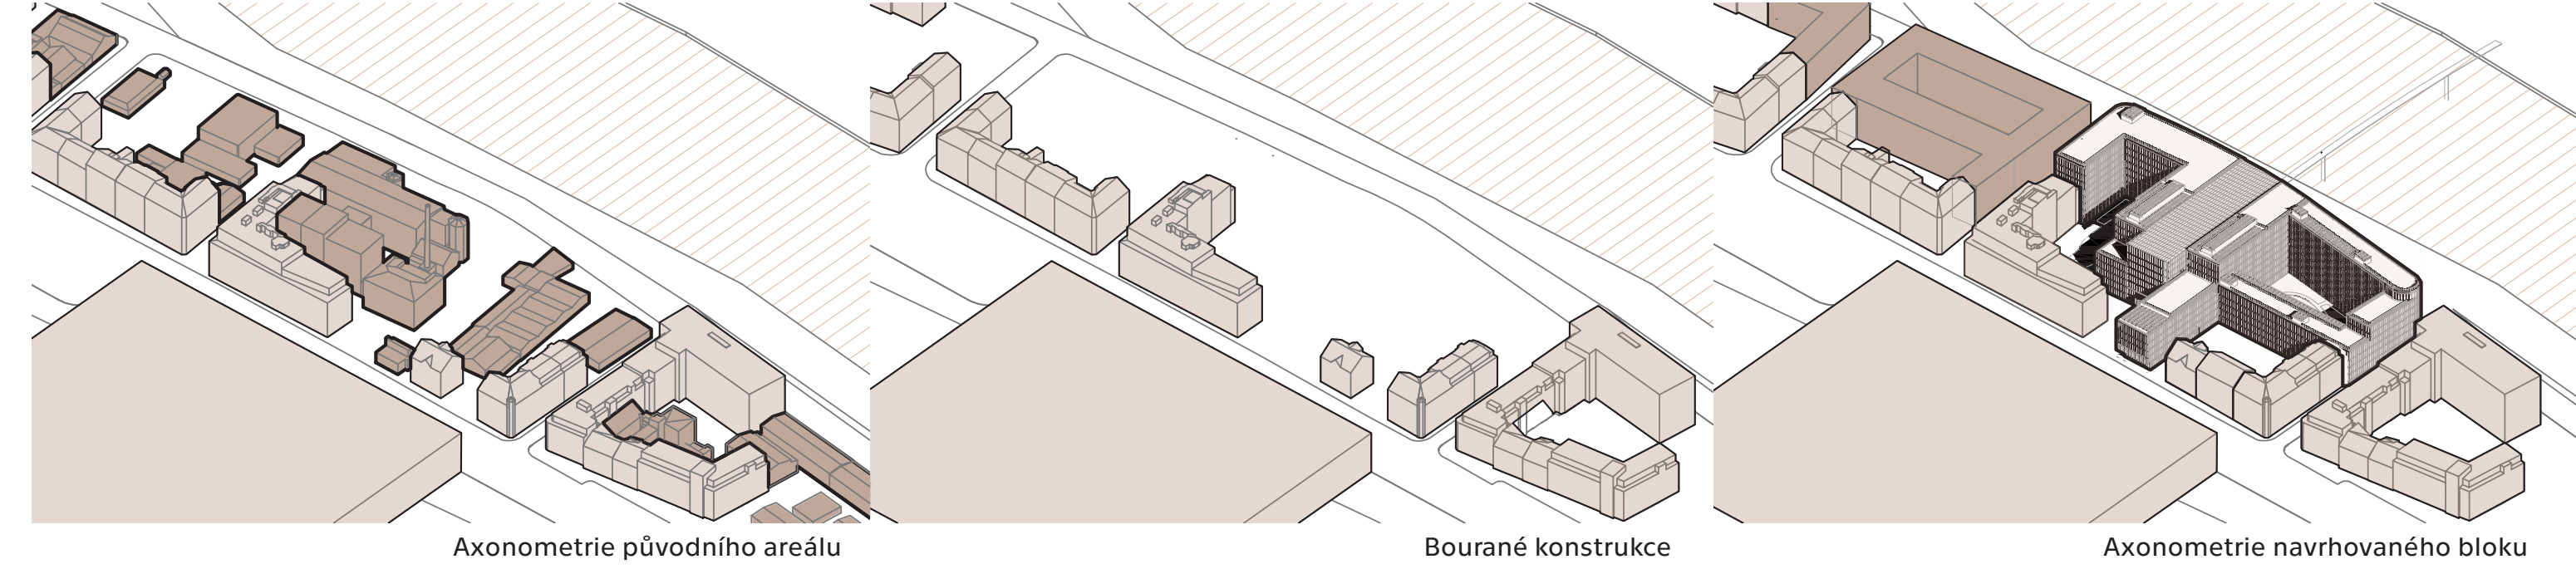 Axonometrie původního areálu
Bourané konstrukce
Axonometrie navrhovaného bloku